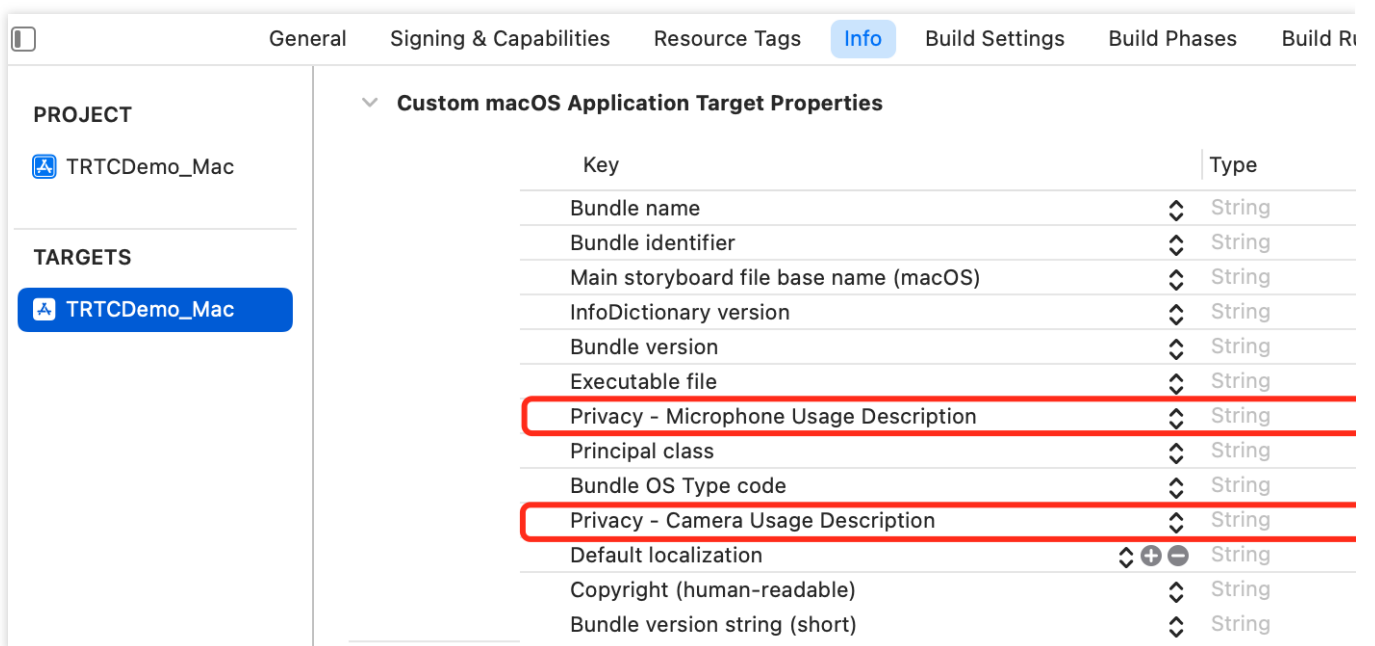 General Signing & Capabilities Resource Tags Info Build Settings Build Phases Build
PROJECT
TRTCDemo_Mac
TARGETS
TRTCDemo_Mac
Custom macOS Application Target Properties
Key Type
Bundle name String
Bundle identifier String
Main storyboard file base name (macOS) String
InfoDictionary version String
Bundle version String
Executable file String
Privacy - Microphone Usage Description String
Principal class String
Bundle OS Type code String
Privacy - Camera Usage Description String
Default localization String
Copyright (human-readable) String
Bundle version string (short) String